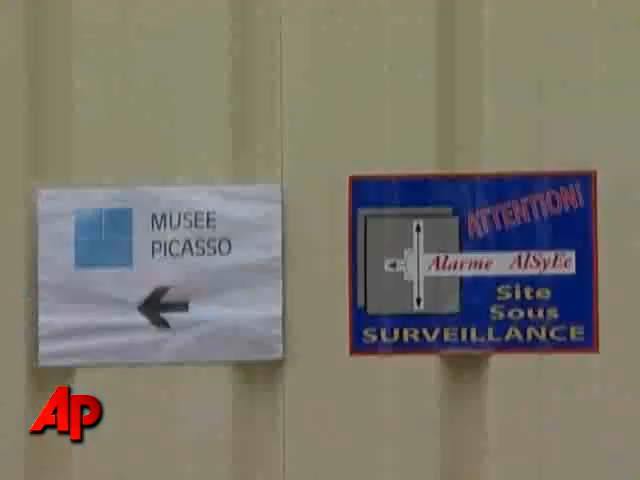 MUSEE
PICASSO
ATTENTION!
Alarme AlSyEc
Site
Sous
SURVEILLANCE
AP